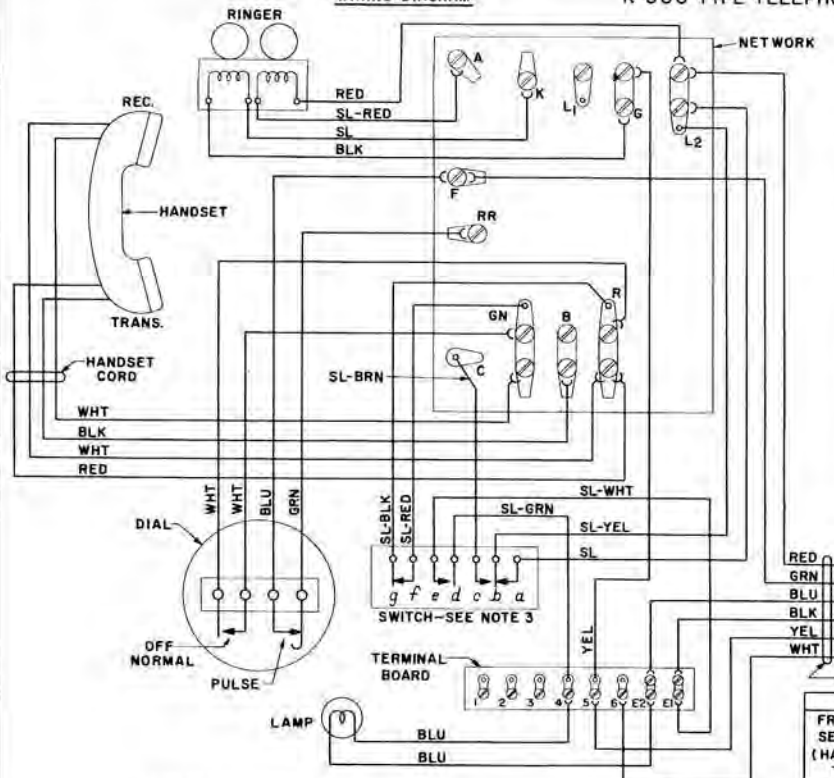 RINGER
NETWORK
A
K
L1
G
L2
REC.
RED
SL-RED
SL
BLK
HANDSET
F
RR
TRANS.
GN
B
R
HANDSET
CORD
SL-BRN
C
WHT
BLK
WHT
RED
WHT
WHT
BLU
GRN
SL-BLK
SL-RED
SL-WHT
SL-GRN
SL-YEL
SL
DIAL
g f e d c b a
SWITCH-SEE NOTE 3
RED
GRN
BLU
BLK
YEL
WHT
OFF
NORMAL
PULSE
YEL
TERMINAL
BOARD
1 2 3 4 5 6 E2 E1
LAMP
BLU
BLU